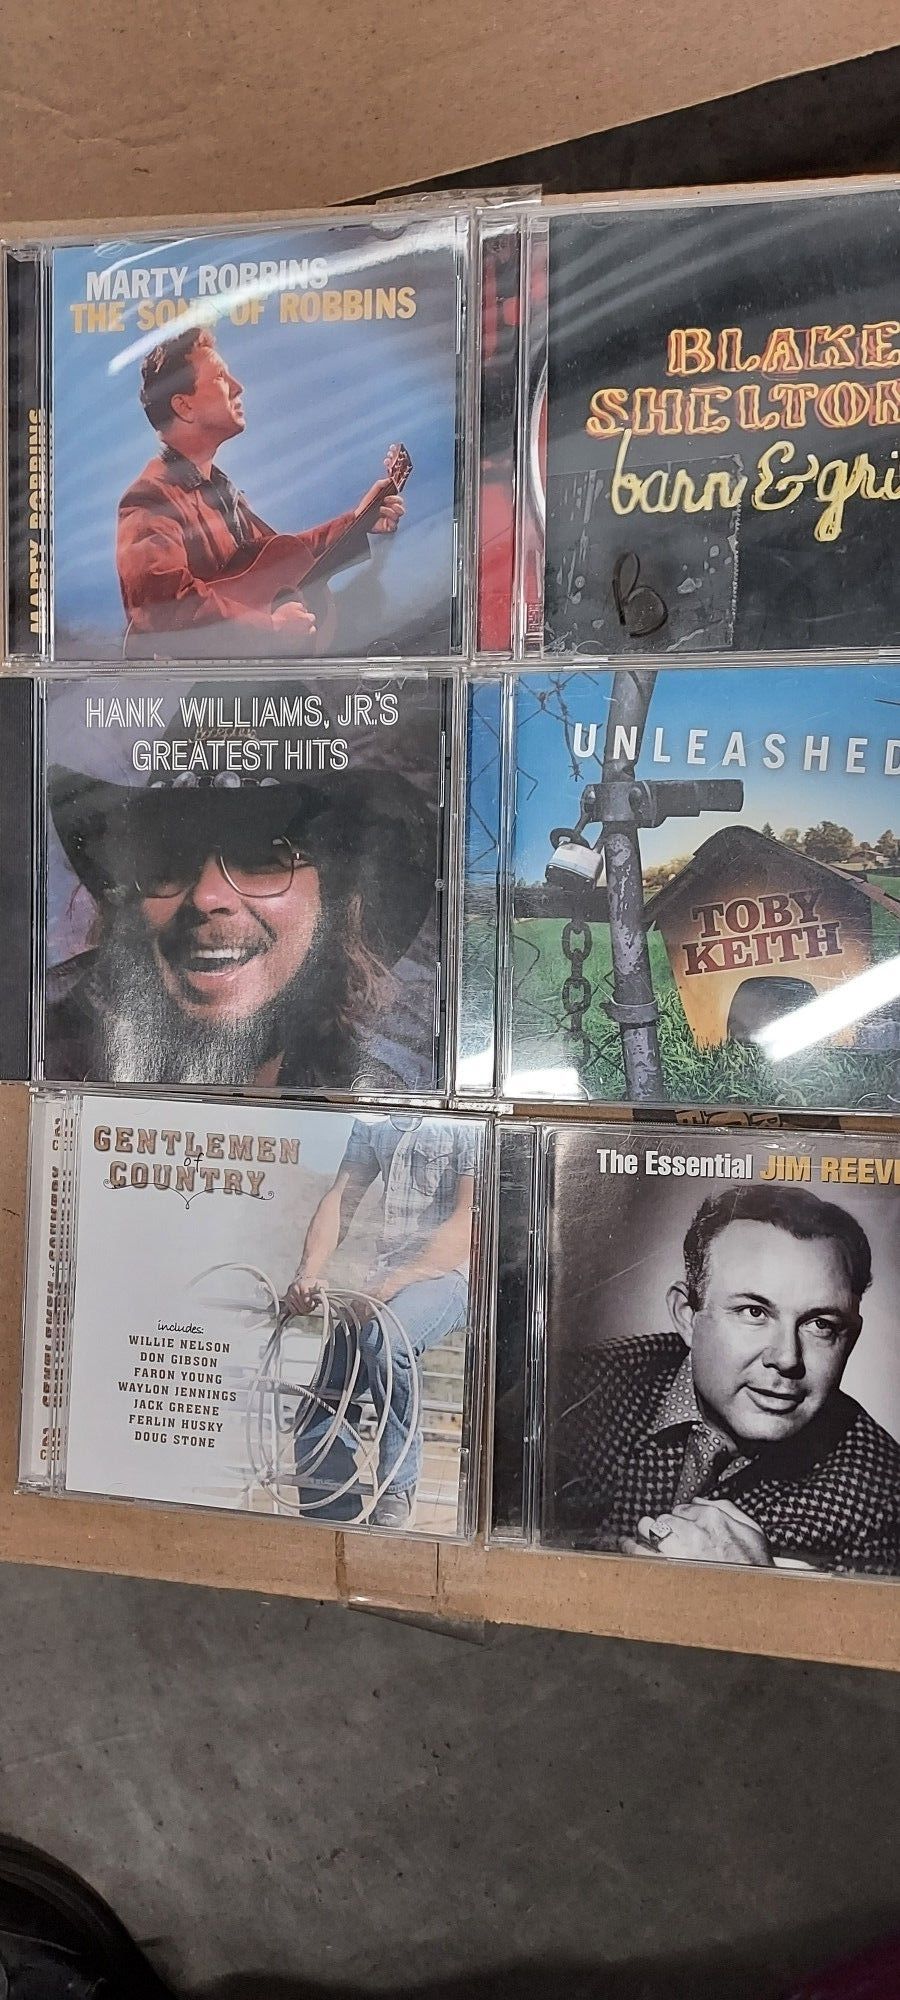 MARTY ROBBINS
THE SONG OF ROBBINS
MARTY ROBBINS
BLAKE
SHELTON
barn & gri
B
HANK WILLIAMS, JR.'S
GREATEST HITS
UNLEASHED
TOBY
KEITH
GENTLEMEN
of
COUNTRY
includes:
WILLIE NELSON
DON GIBSON
FARON YOUNG
WAYLON JENNINGS
JACK GREENE
FERLIN HUSKY
DOUG STONE
The Essential JIM REEV